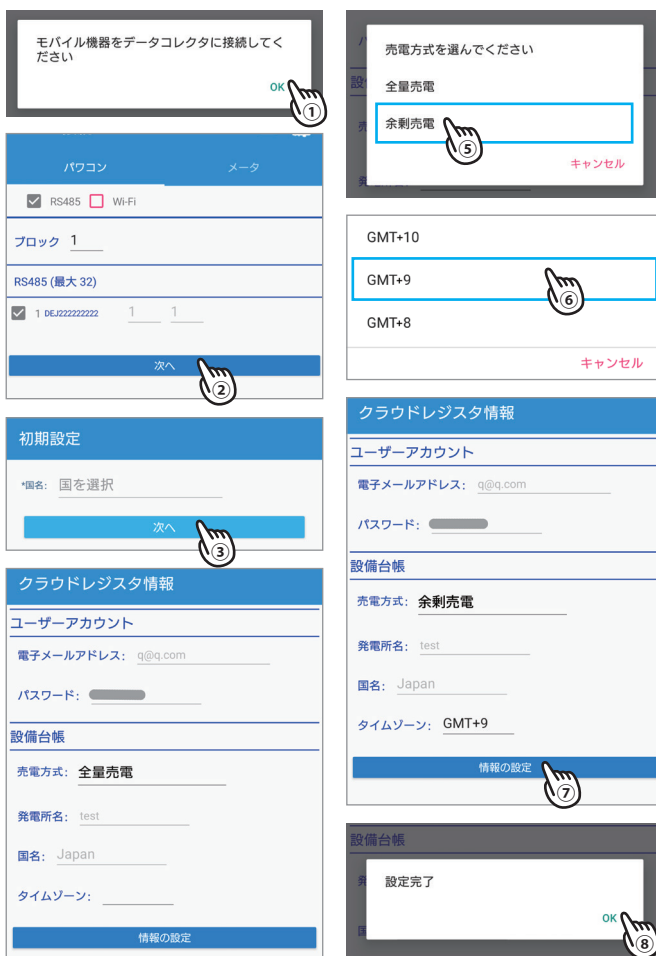 モバイル機器をデータコレクタに接続してく
ださい
OK
①
パワコン メータ
RS485 Wi-Fi
ブロック 1
RS485 (最大 32)
1 DEJ222222222 1 1
次へ
②
初期設定
*国名: 国を選択
次へ
③
クラウドレジスタ情報
ユーザーアカウント
電子メールアドレス: q@q.com
パスワード:
設備台帳
売電方式: 全量売電
発電所名: test
国名: Japan
タイムゾーン:
情報の設定
売電方式を選んでください
全量売電
余剰売電
⑤
キャンセル
GMT+10
GMT+9
⑥
GMT+8
キャンセル
クラウドレジスタ情報
ユーザーアカウント
電子メールアドレス: q@q.com
パスワード:
設備台帳
売電方式: 余剰売電
発電所名: test
国名: Japan
タイムゾーン: GMT+9
情報の設定
⑦
設備台帳
設定完了
OK
⑧